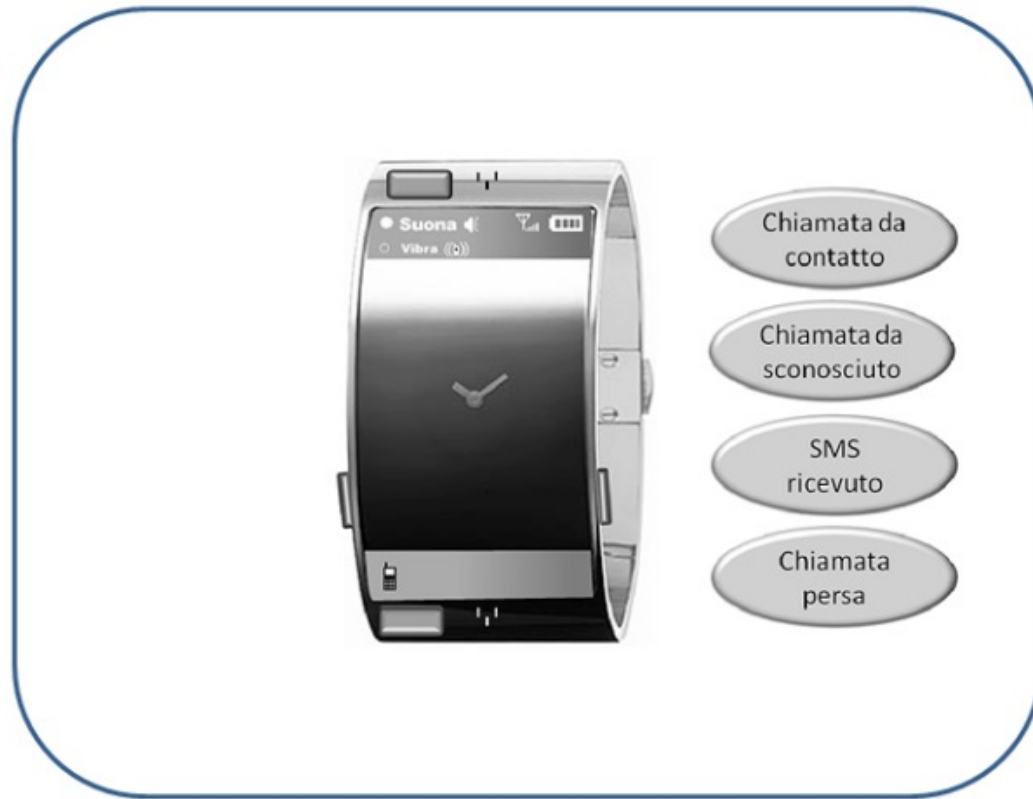 Suona
Vibra
Chiamata da
contatto
Chiamata da
sconosciuto
SMS
ricevuto
Chiamata
persa